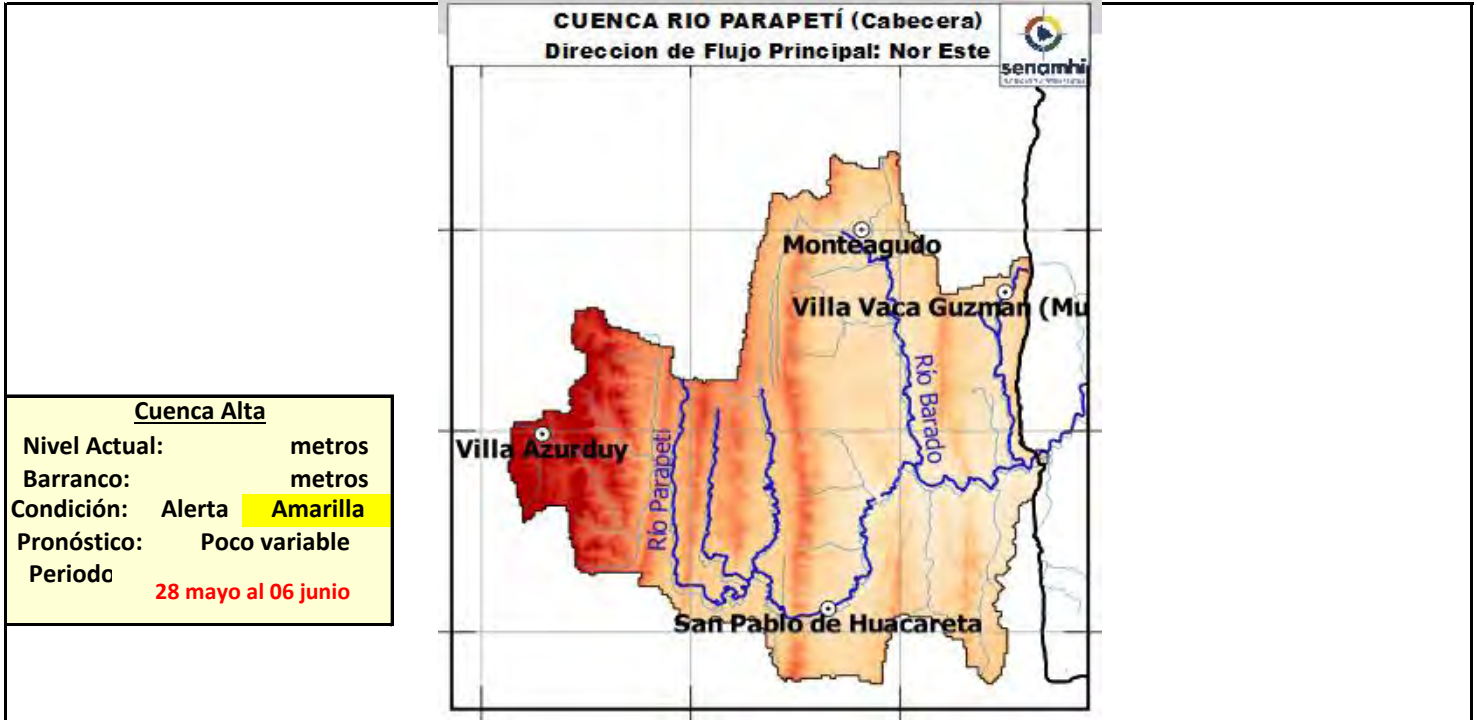 CUENCA RIO PARAPETÍ (Cabecera)
Direccion de Flujo Principal: Nor Este
senamhi
Monteagudo
Villa Vaca Guzmán (Mu
Río Barado
Cuenca Alta
Nivel Actual: metros
Barranco: metros
Condición: Alerta Amarilla
Pronóstico: Poco variable
Periodo
28 mayo al 06 junio
Villa Azurduy
Río Parapetí
San Pablo de Huacareta